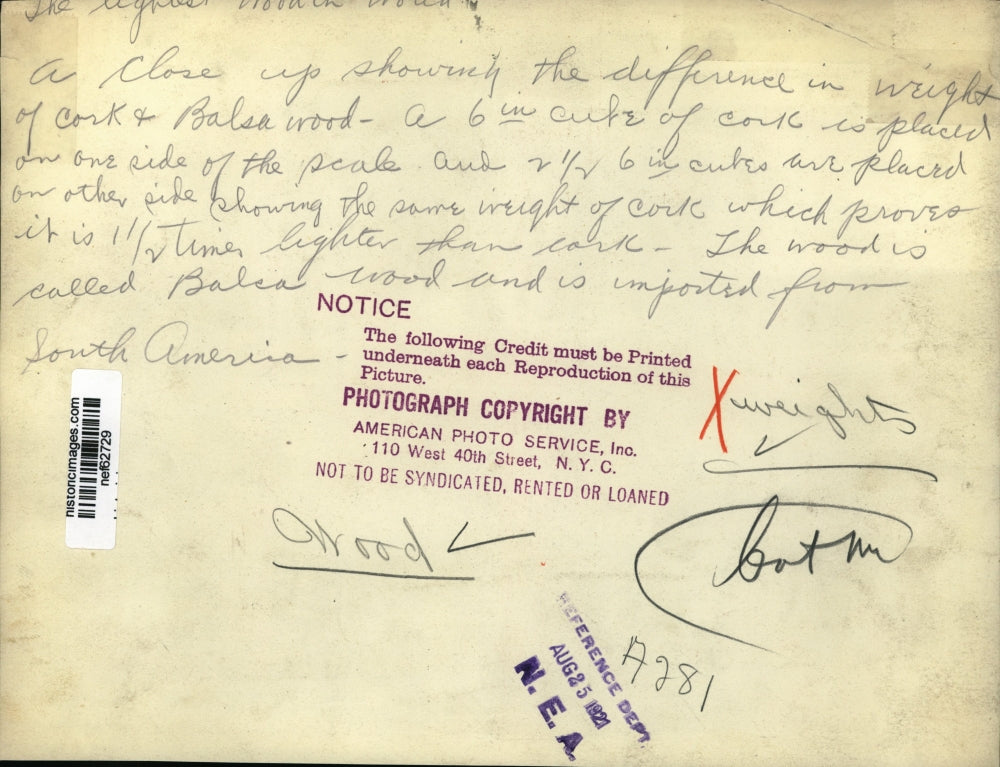 The lightest wood in world
A close up showing the difference in weight
of cork & Balsa wood - A 6 in cube of cork is placed
on one side of the scale and 2 1/2 6 in cubes are placed
on other side showing the same weight of cork which proves
it is 1 1/2 Times lighter than cork - The wood is
called Balsa wood and is imported from
South America -
NOTICE
The following Credit must be Printed
underneath each Reproduction of this
Picture.
PHOTOGRAPH COPYRIGHT BY
AMERICAN PHOTO SERVICE, Inc.
110 West 40th Street, N. Y. C.
NOT TO BE SYNDICATED, RENTED OR LOANED
X weights
historicimages.com
nef62729
Wood
REFERENCE DEPT.
AUG 25 1921
N. E. A.
A281